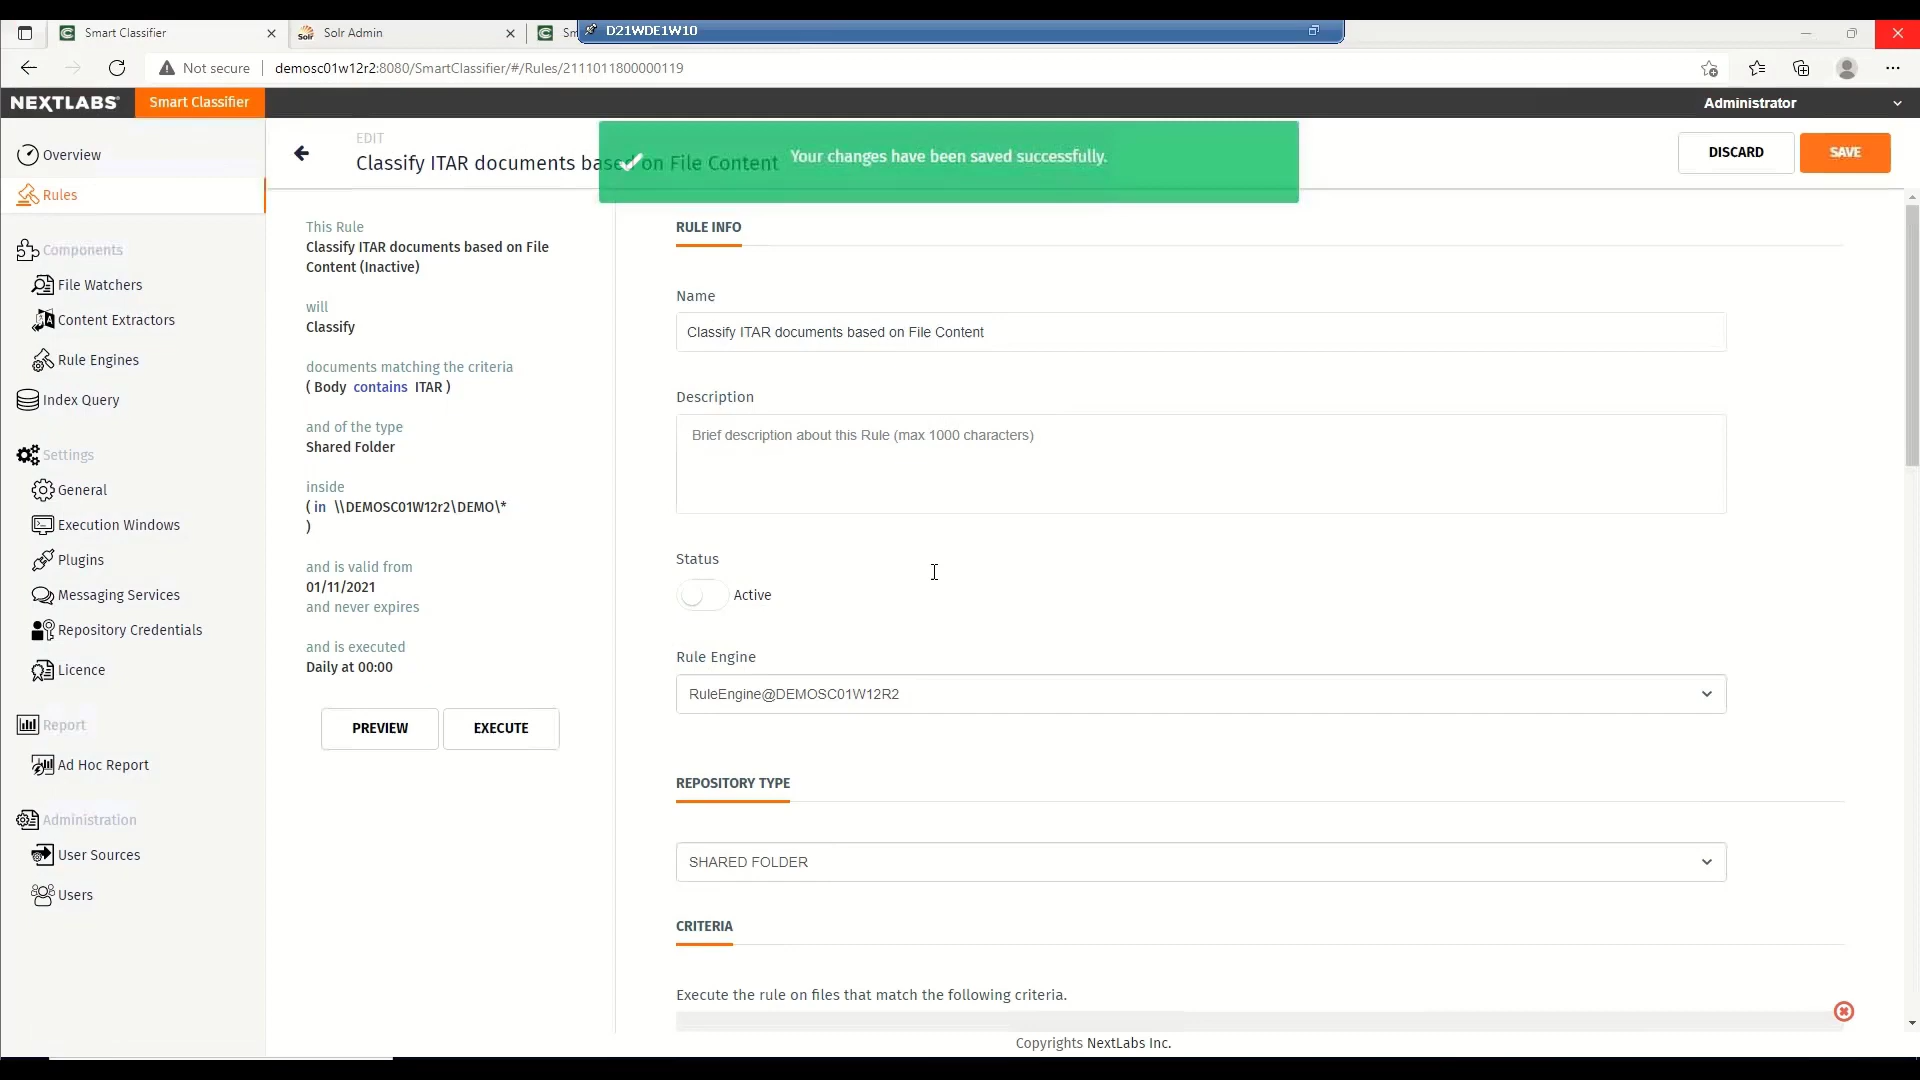 Smart Classifier
Solr Admin
Sm
D21WDE1W10
Not secure
demosc01w12r2:8080/SmartClassifier/#/Rules/2111011800000119
NEXTLABS
Smart Classifier
Administrator
Overview
Rules
Components
File Watchers
Content Extractors
Rule Engines
Index Query
Settings
General
Execution Windows
Plugins
Messaging Services
Repository Credentials
Licence
Report
Ad Hoc Report
Administration
User Sources
Users
EDIT
Classify ITAR documents based on File Content
Your changes have been saved successfully.
DISCARD
SAVE
This Rule
Classify ITAR documents based on File
Content (Inactive)
will
Classify
documents matching the criteria
( Body contains ITAR )
and of the type
Shared Folder
inside
( in \\DEMOSC01W12r2\DEMO\*
)
and is valid from
01/11/2021
and never expires
and is executed
Daily at 00:00
PREVIEW
EXECUTE
RULE INFO
Name
Classify ITAR documents based on File Content
Description
Brief description about this Rule (max 1000 characters)
Status
Active
Rule Engine
RuleEngine@DEMOSC01W12R2
REPOSITORY TYPE
SHARED FOLDER
CRITERIA
Execute the rule on files that match the following criteria.
Copyrights NextLabs Inc.